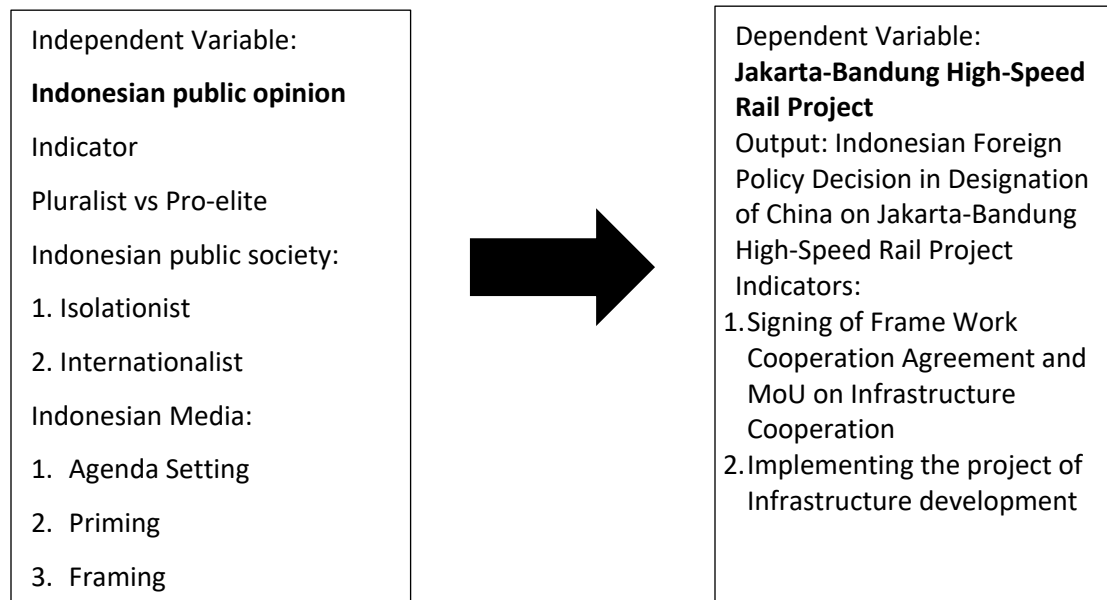 Independent Variable:
Indonesian public opinion
Indicator
Pluralist vs Pro-elite
Indonesian public society:
1. Isolationist
2. Internationalist
Indonesian Media:
1. Agenda Setting
2. Priming
3. Framing
Dependent Variable:
Jakarta-Bandung High-Speed
Rail Project
Output: Indonesian Foreign
Policy Decision in Designation
of China on Jakarta-Bandung
High-Speed Rail Project
Indicators:
1.Signing of Frame Work
Cooperation Agreement and
MoU on Infrastructure
Cooperation
2.Implementing the project of
Infrastructure development